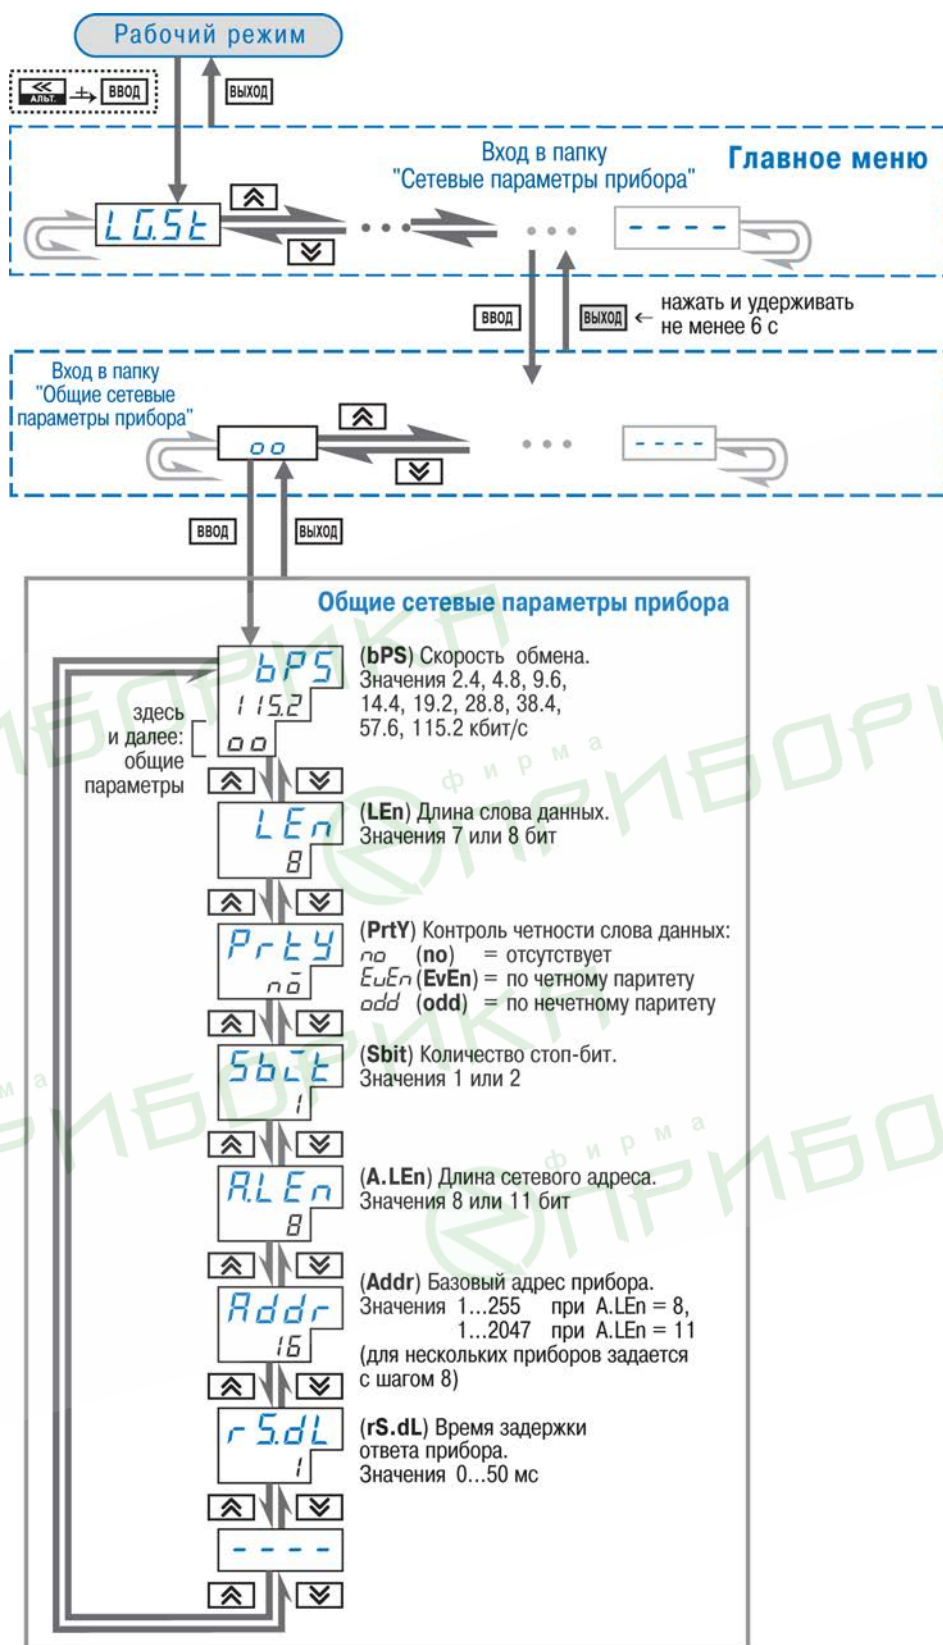 Рабочий режим
≪
АЛЬТ.
ВВОД
ВЫХОД
Вход в папку
"Сетевые параметры прибора"
Главное меню
LG.St
- - - -
ВВОД
ВЫХОД
нажать и удерживать
не менее 6 с
Вход в папку
"Общие сетевые
параметры прибора"
oo
- - - -
ВВОД
ВЫХОД
Общие сетевые параметры прибора
bPS
115.2
oo
здесь
и далее:
общие
параметры
(bPS) Скорость обмена.
Значения 2.4, 4.8, 9.6,
14.4, 19.2, 28.8, 38.4,
57.6, 115.2 кбит/с
LEn
8
(LEn) Длина слова данных.
Значения 7 или 8 бит
PrtY
no
(PrtY) Контроль четности слова данных:
no (no) = отсутствует
EvEn (EvEn) = по четному паритету
odd (odd) = по нечетному паритету
Sbit
1
(Sbit) Количество стоп-бит.
Значения 1 или 2
A.LEn
8
(A.LEn) Длина сетевого адреса.
Значения 8 или 11 бит
Addr
16
(Addr) Базовый адрес прибора.
Значения 1...255 при A.LEn = 8,
1...2047 при A.LEn = 11
(для нескольких приборов задается
с шагом 8)
rS.dL
1
(rS.dL) Время задержки
ответа прибора.
Значения 0...50 мс
- - - -
фирма
ПРИБОРИКА